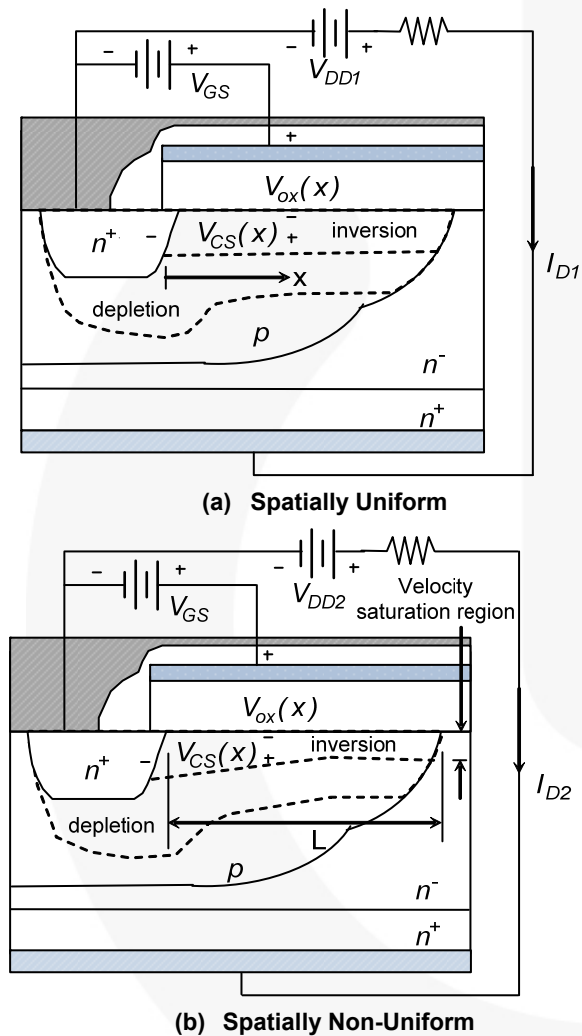 - +
V_GS
- +
V_DD1
+
V_ox(x)
n⁺ - V_CS(x) - + inversion
x
I_D1
depletion
p
n⁻
n⁺
(a) Spatially Uniform
- +
V_GS
- +
V_DD2
Velocity
saturation region
+
V_ox(x)
n⁺ - V_CS(x) - + inversion
I_D2
depletion
L
p
n⁻
n⁺
(b) Spatially Non-Uniform